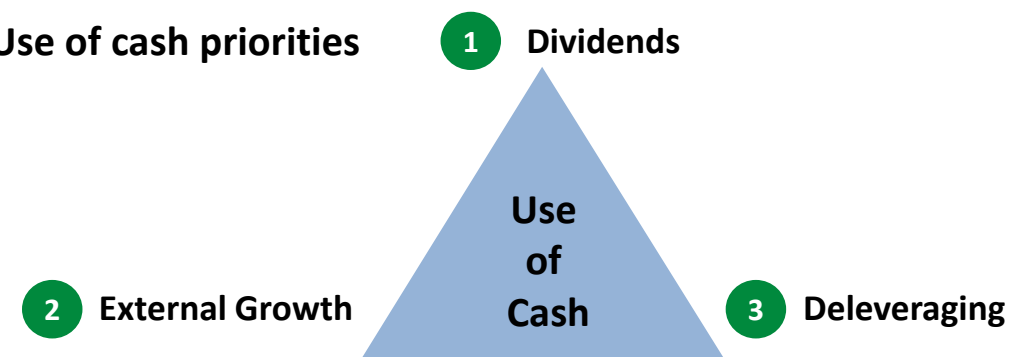 Use of cash priorities
1 Dividends
Use
of
Cash
2 External Growth
3 Deleveraging